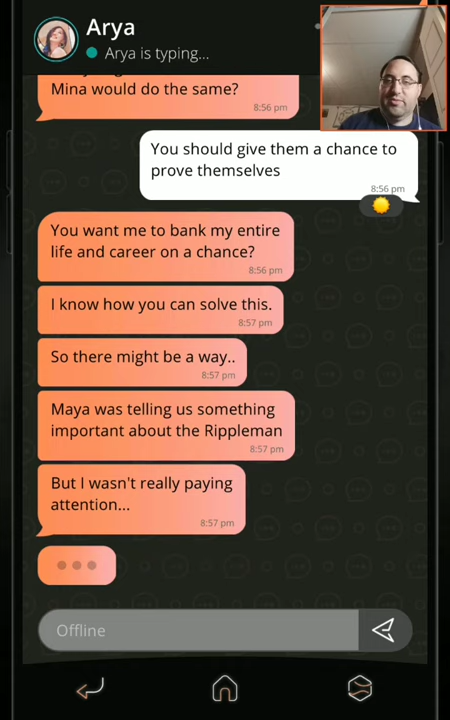 Arya
Arya is typing...
Mina would do the same?
8:56 pm
You should give them a chance to
prove themselves
8:56 pm
You want me to bank my entire
life and career on a chance?
8:56 pm
I know how you can solve this.
8:57 pm
So there might be a way..
8:57 pm
Maya was telling us something
important about the Rippleman
8:57 pm
But I wasn't really paying
attention...
8:57 pm
Offline